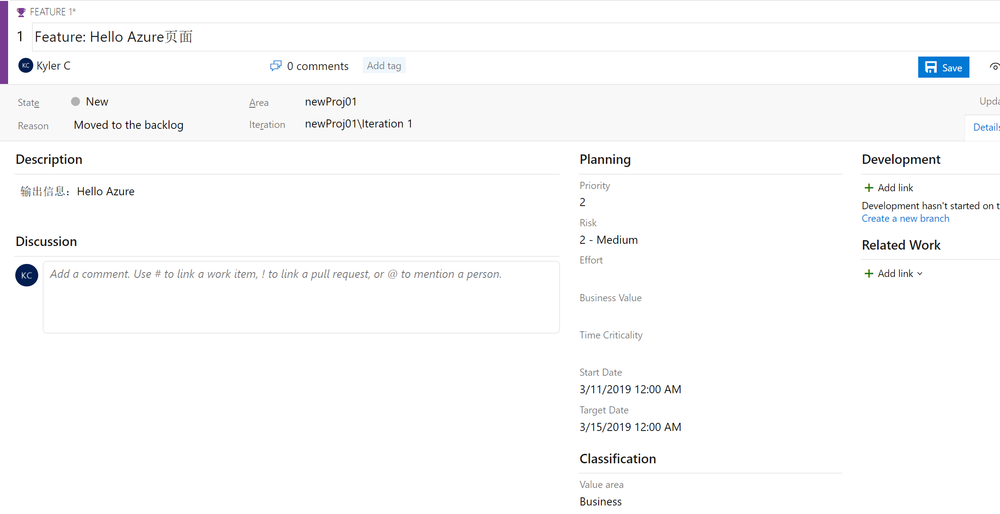 FEATURE 1*
1 Feature: Hello Azure页面
KC Kyler C 0 comments Add tag Save
State New Area newProj01
Reason Moved to the backlog Iteration newProj01\Iteration 1
Details
Description
输出信息：Hello Azure
Discussion
KC Add a comment. Use # to link a work item, ! to link a pull request, or @ to mention a person.
Planning
Priority
2
Risk
2 - Medium
Effort
Business Value
Time Criticality
Start Date
3/11/2019 12:00 AM
Target Date
3/15/2019 12:00 AM
Classification
Value area
Business
Development
Add link
Development hasn't started on
Create a new branch
Related Work
Add link